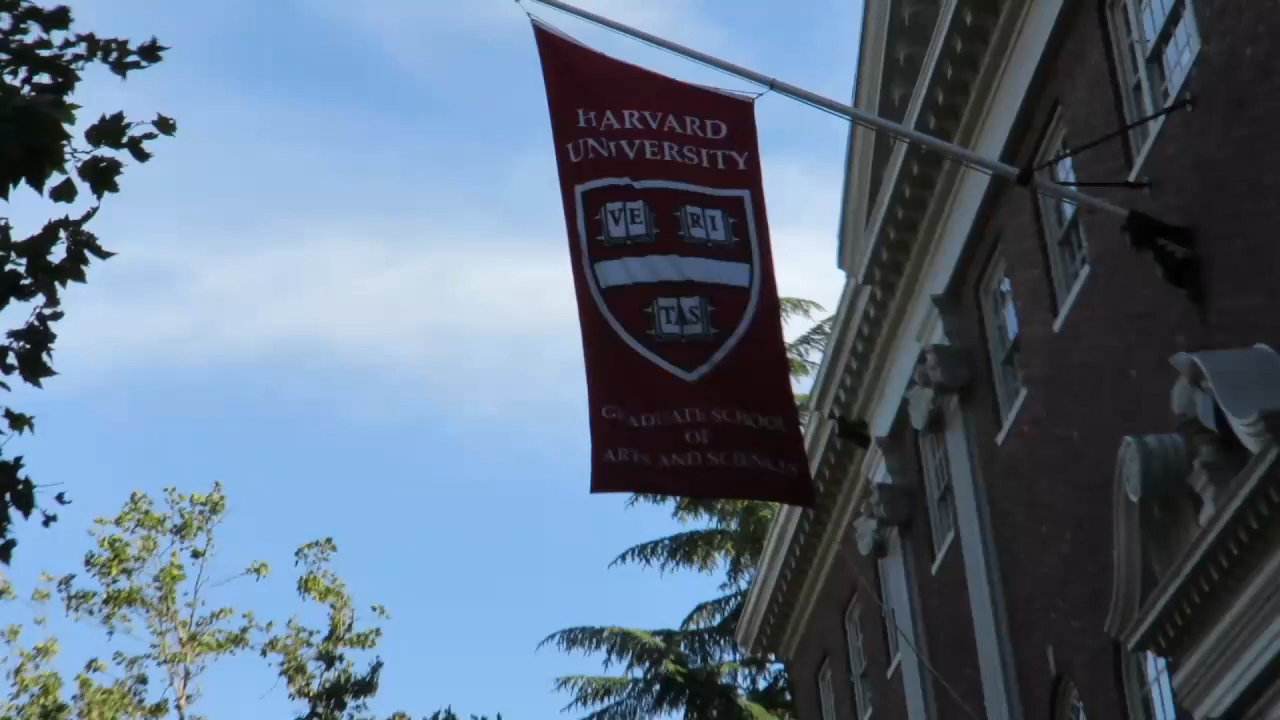 HARVARD
UNIVERSITY
VE RI
TAS
GRADUATE SCHOOL
OF
ARTS AND SCIENCES